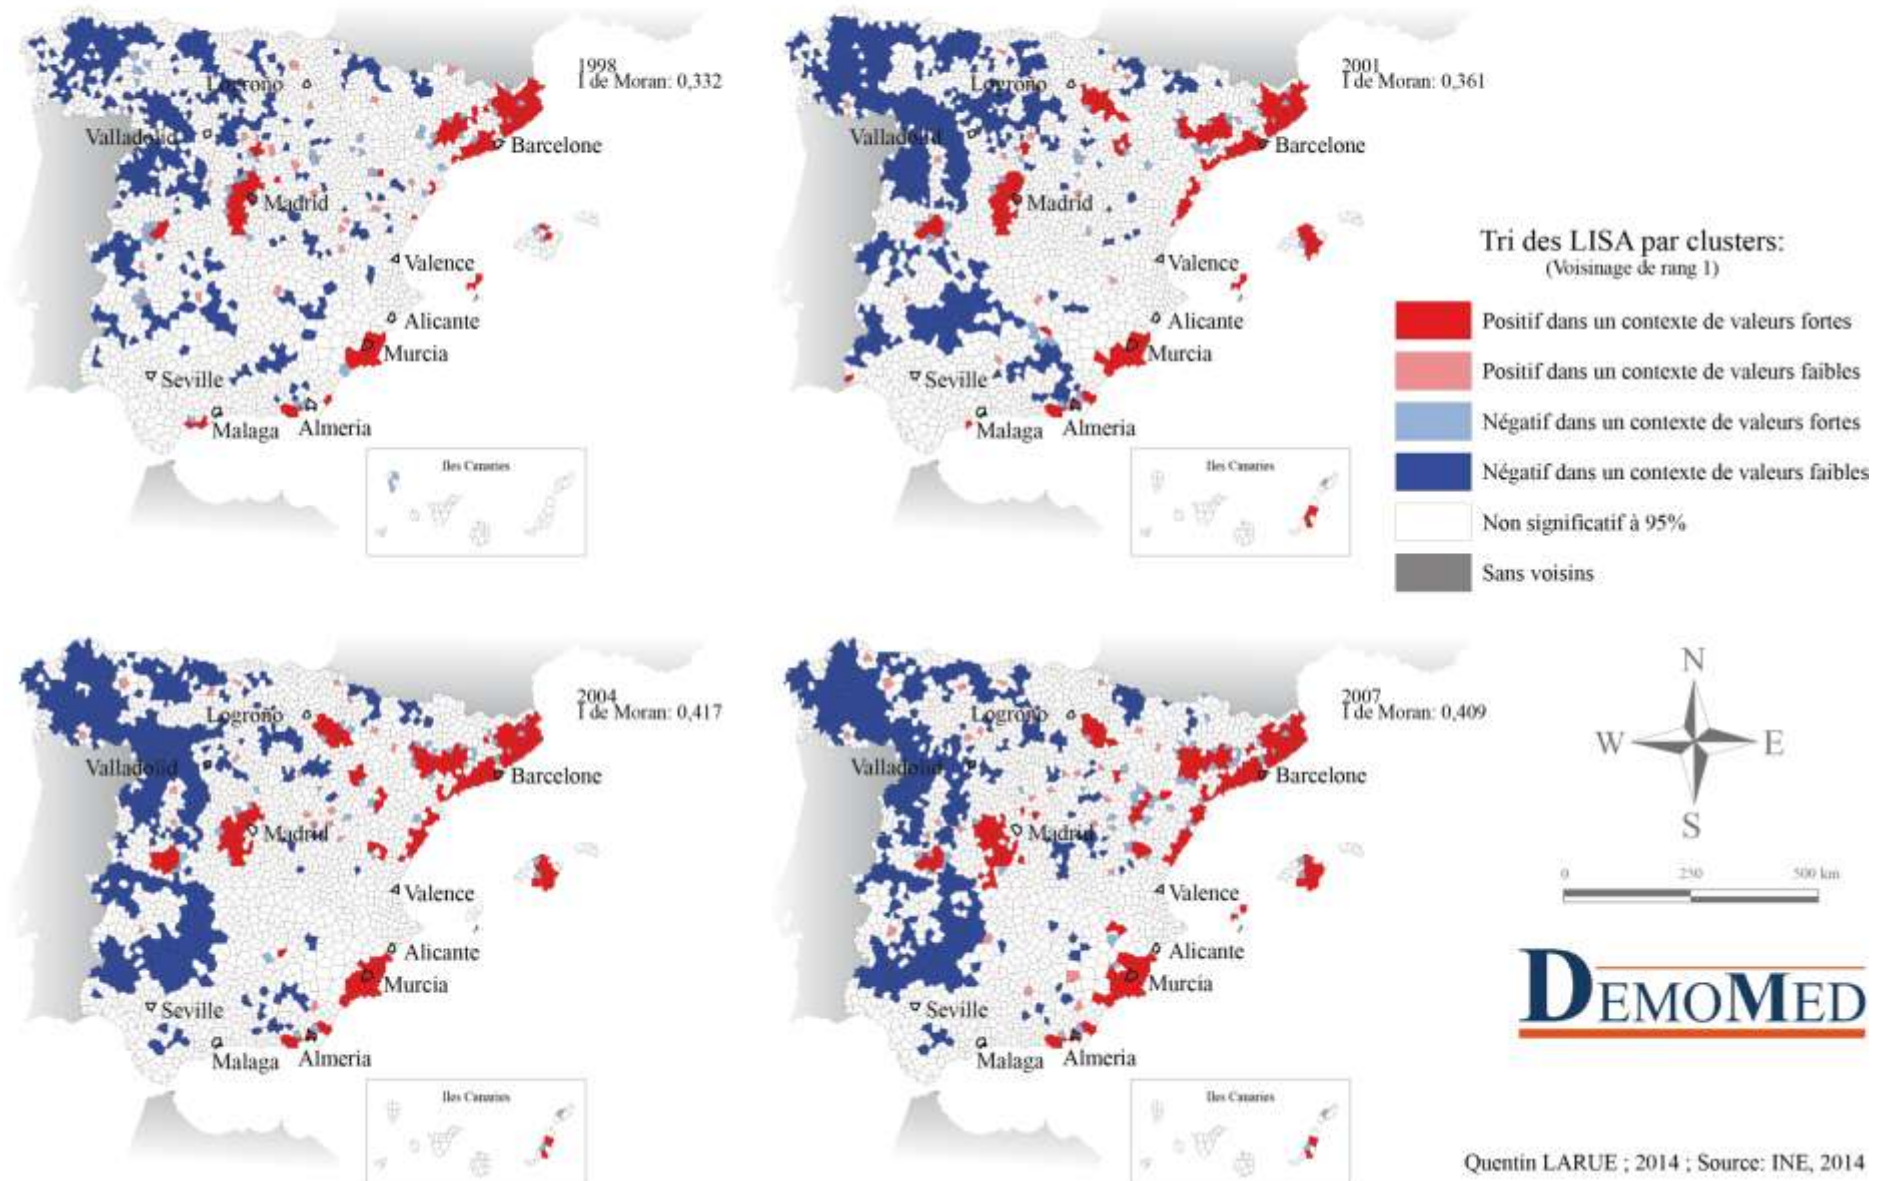 1998
I de Moran: 0,332
Logroño
Valladolid
Barcelone
Madrid
Valence
Alicante
Murcia
Seville
Malaga
Almeria
Iles Canaries
2001
I de Moran: 0,361
Logroño
Valladolid
Barcelone
Madrid
Valence
Alicante
Murcia
Seville
Malaga
Almeria
Iles Canaries
Tri des LISA par clusters:
(Voisinage de rang 1)
Positif dans un contexte de valeurs fortes
Positif dans un contexte de valeurs faibles
Négatif dans un contexte de valeurs fortes
Négatif dans un contexte de valeurs faibles
Non significatif à 95%
Sans voisins
2004
I de Moran: 0,417
Logroño
Valladolid
Barcelone
Madrid
Valence
Alicante
Murcia
Seville
Malaga
Almeria
Iles Canaries
2007
I de Moran: 0,409
Logroño
Valladolid
Barcelone
Madrid
Valence
Alicante
Murcia
Seville
Malaga
Almeria
Iles Canaries
N
W E
S
0 250 500 km
DEMOMED
Quentin LARUE ; 2014 ; Source: INE, 2014